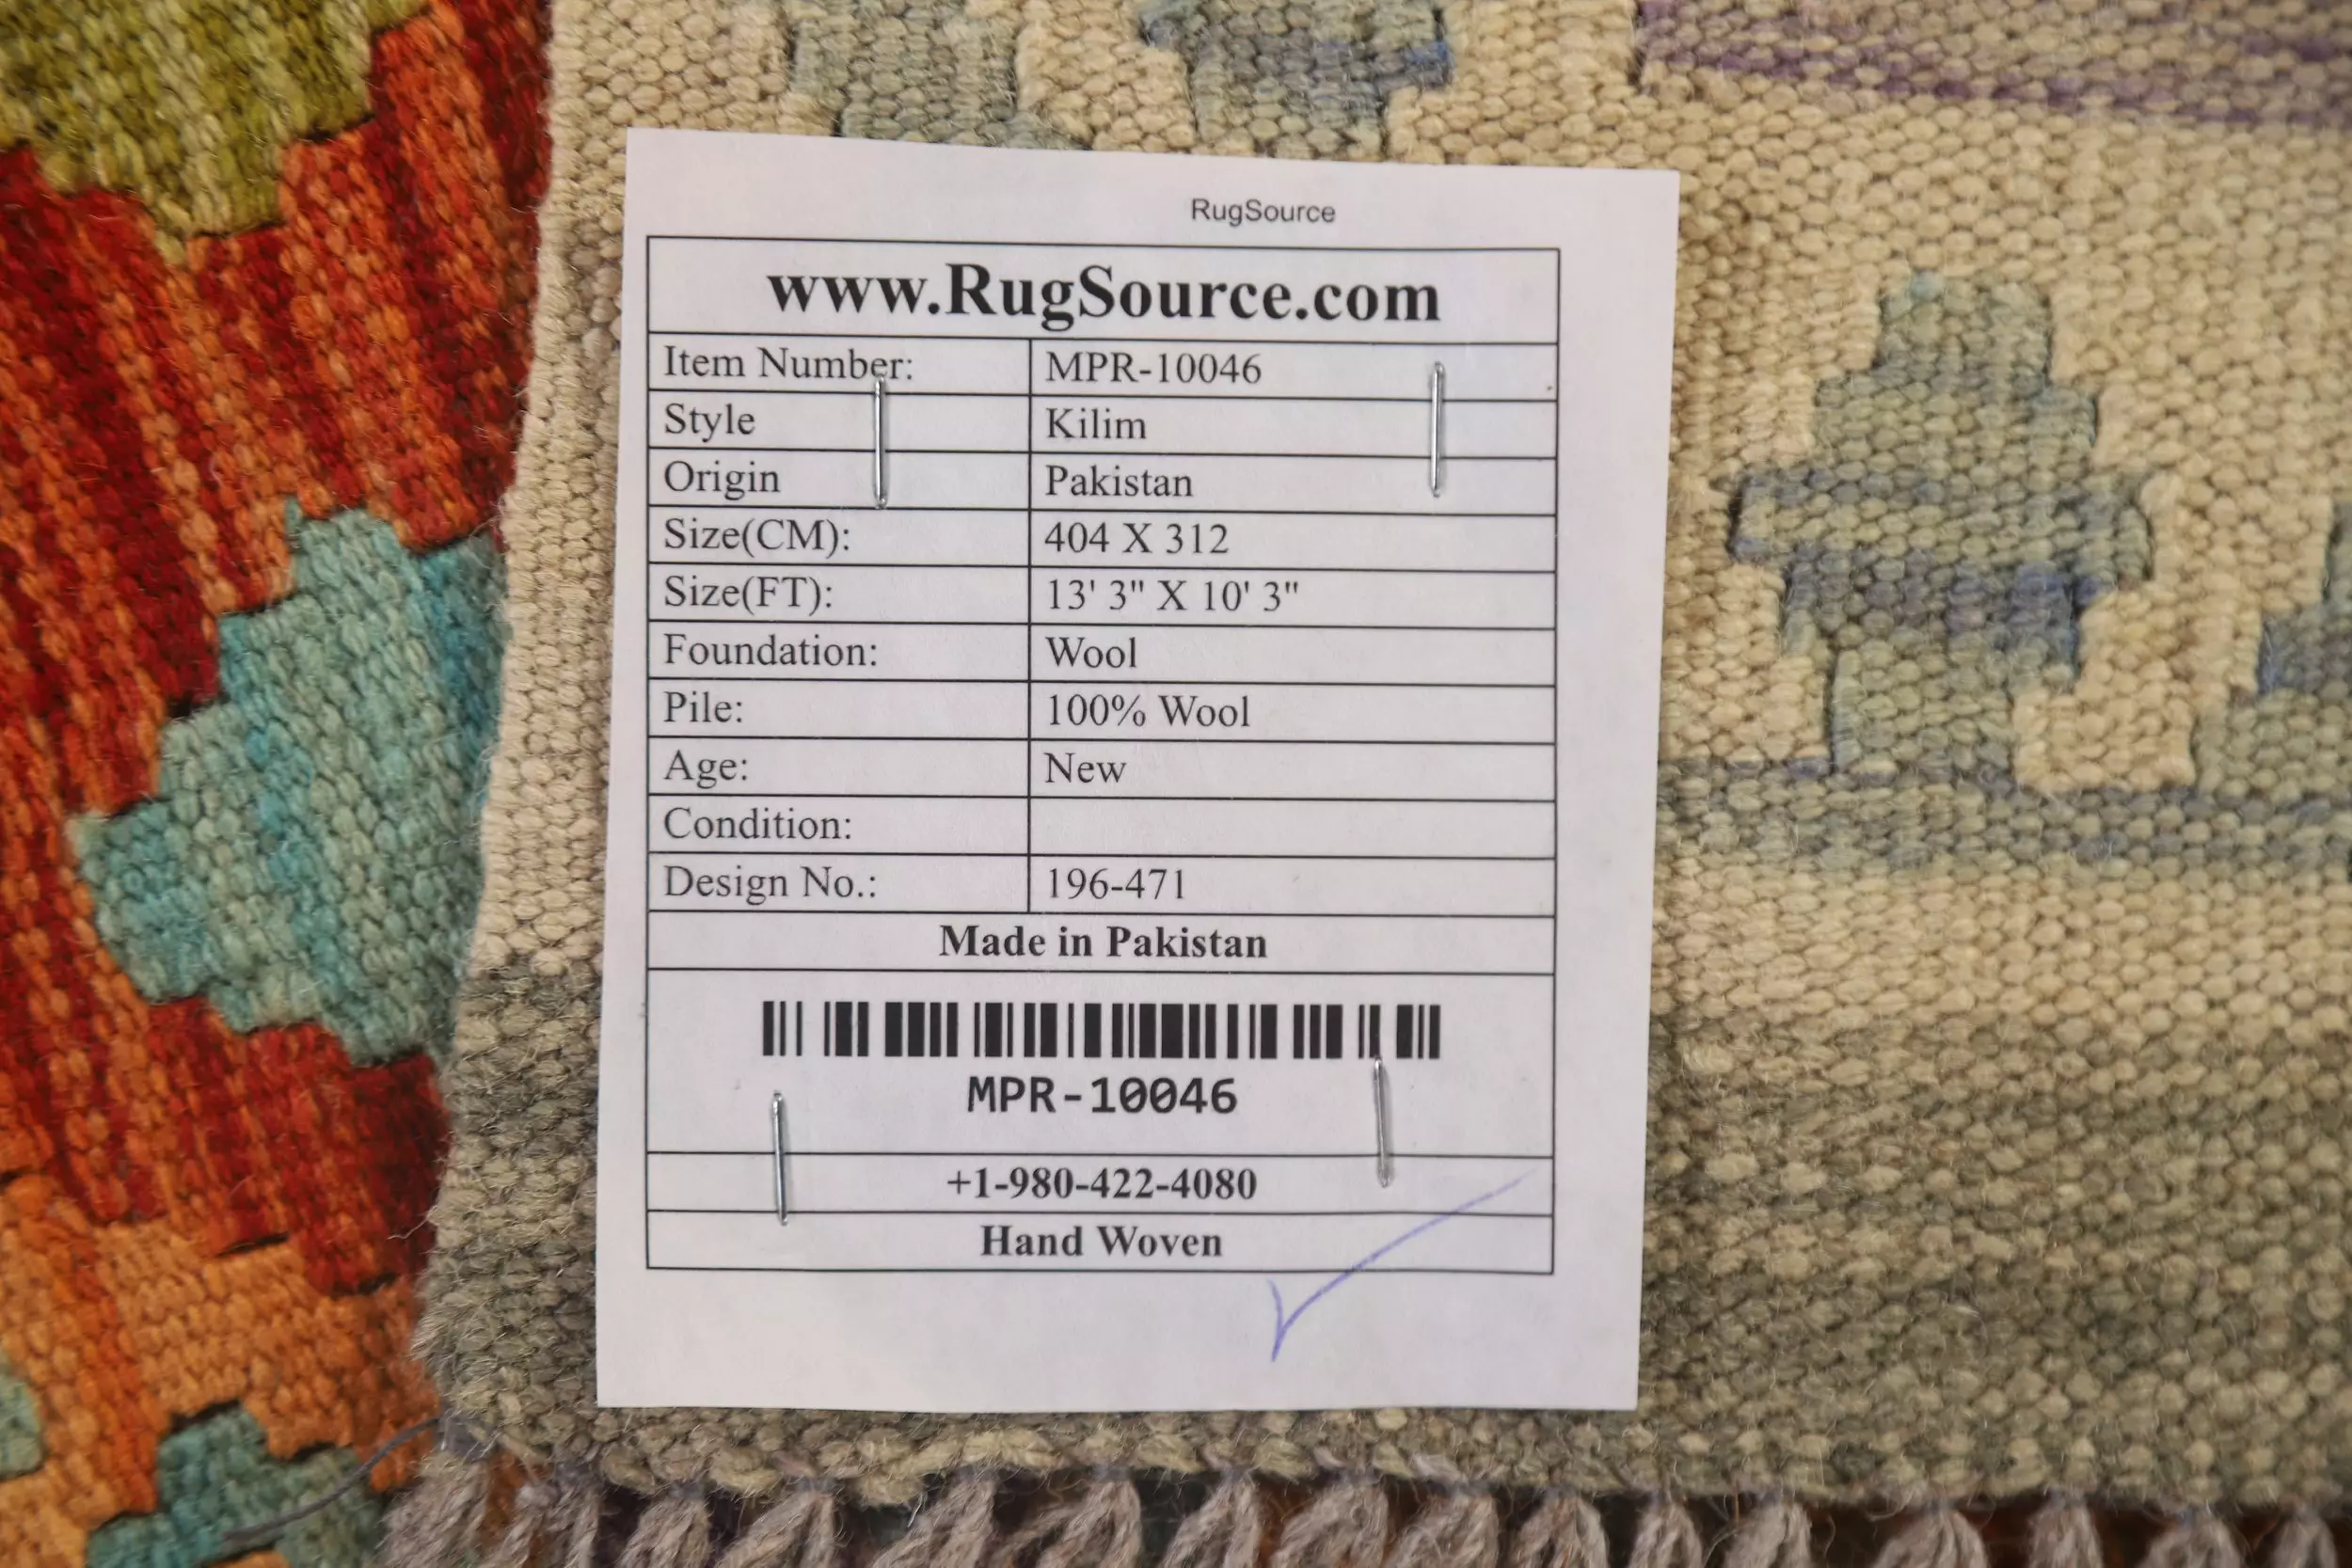 RugSource
www.RugSource.com
Item Number: MPR-10046
Style Kilim
Origin Pakistan
Size(CM): 404 X 312
Size(FT): 13' 3" X 10' 3"
Foundation: Wool
Pile: 100% Wool
Age: New
Condition:
Design No.: 196-471
Made in Pakistan
MPR-10046
+1-980-422-4080
Hand Woven